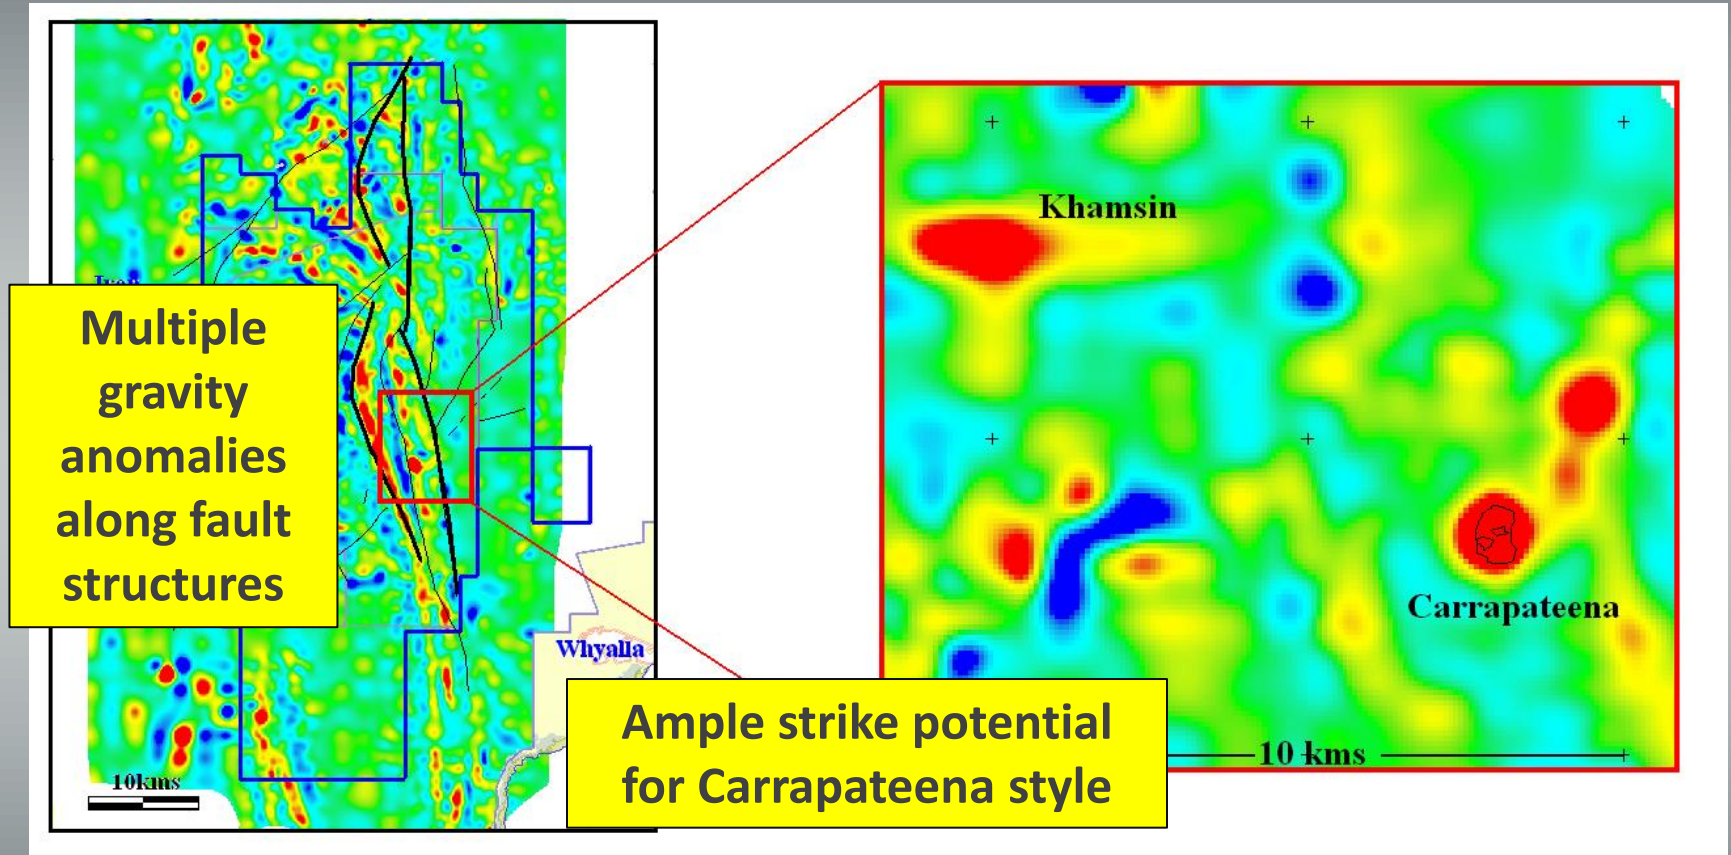 Multiple
gravity
anomalies
along fault
structures
Whyalla
10kms
Khamsin
Carrapateena
10 kms
Ample strike potential
for Carrapateena style